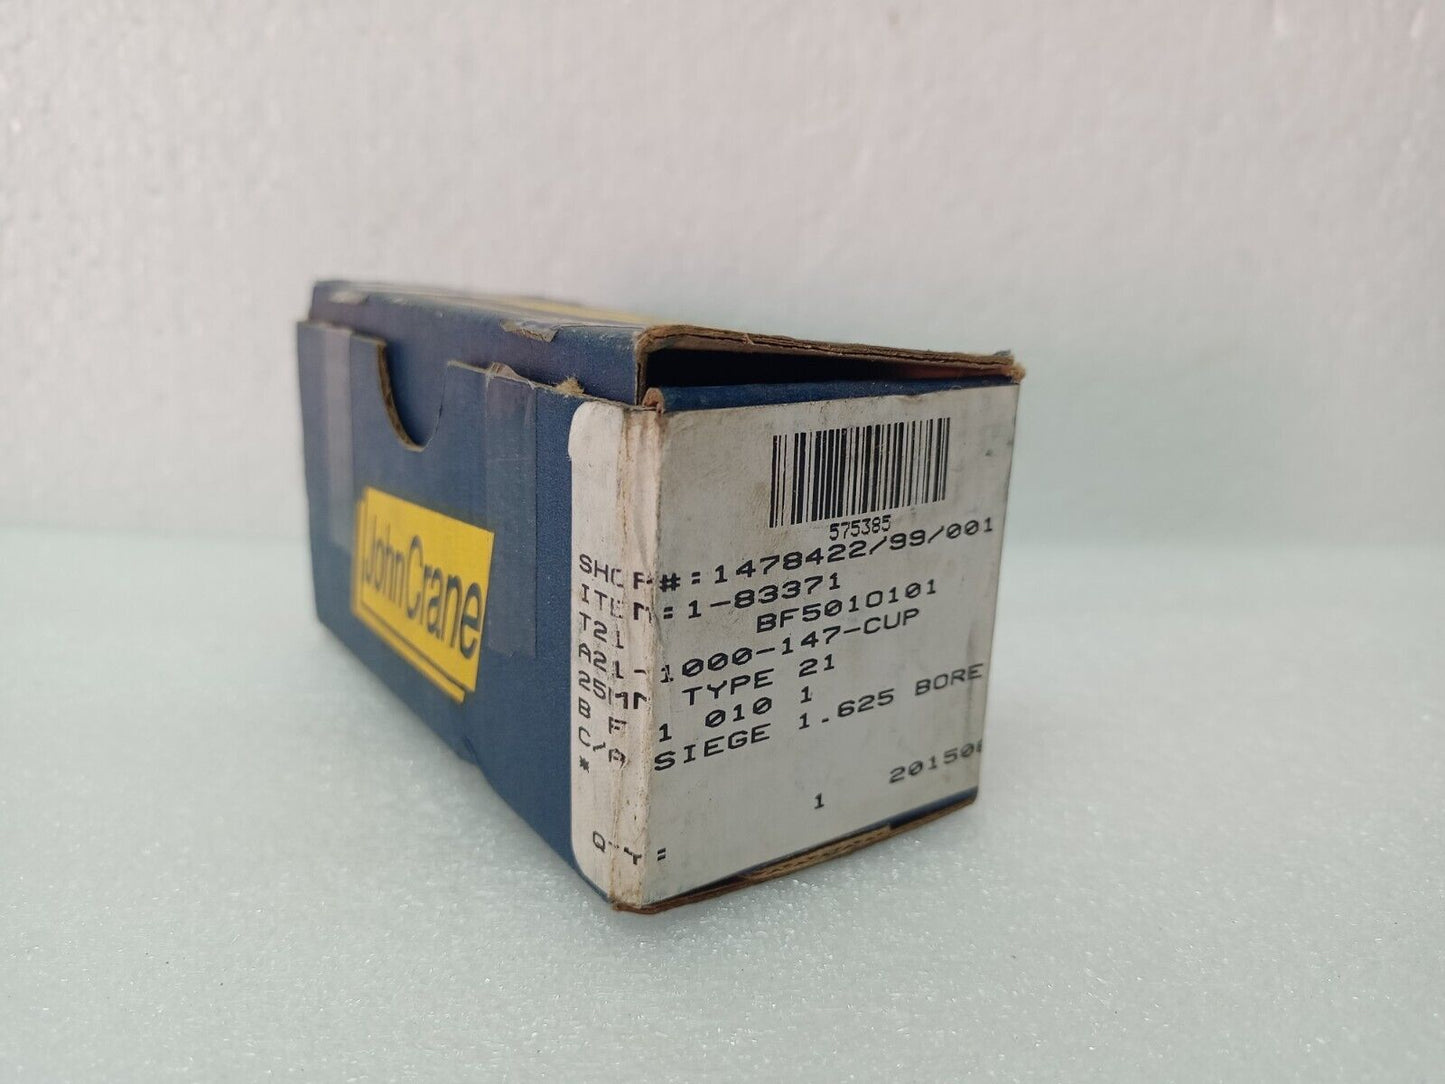 JohnCrane
575385
SHOP#:1478422/99/001
ITEM:1-83371
T21 BF5010101
A21-1000-147-CUP
25MM TYPE 21
B F 1 010 1
C/A SIEGE 1.625 BORE
*
201506
QTY: 1